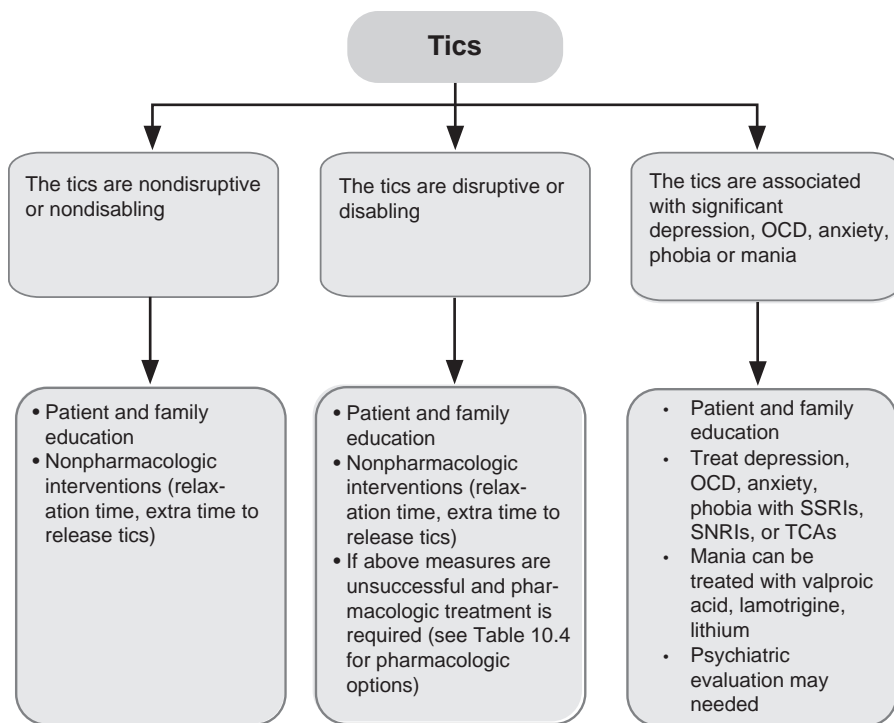 Tics
The tics are nondisruptive
or nondisabling
The tics are disruptive or
disabling
The tics are associated
with significant
depression, OCD, anxiety,
phobia or mania
• Patient and family
education
• Nonpharmacologic
interventions (relax-
ation time, extra time to
release tics)
• Patient and family
education
• Nonpharmacologic
interventions (relax-
ation time, extra time to
release tics)
• If above measures are
unsuccessful and phar-
macologic treatment is
required (see Table 10.4
for pharmacologic
options)
• Patient and family
education
• Treat depression,
OCD, anxiety,
phobia with SSRIs,
SNRIs, or TCAs
• Mania can be
treated with valproic
acid, lamotrigine,
lithium
• Psychiatric
evaluation may
needed